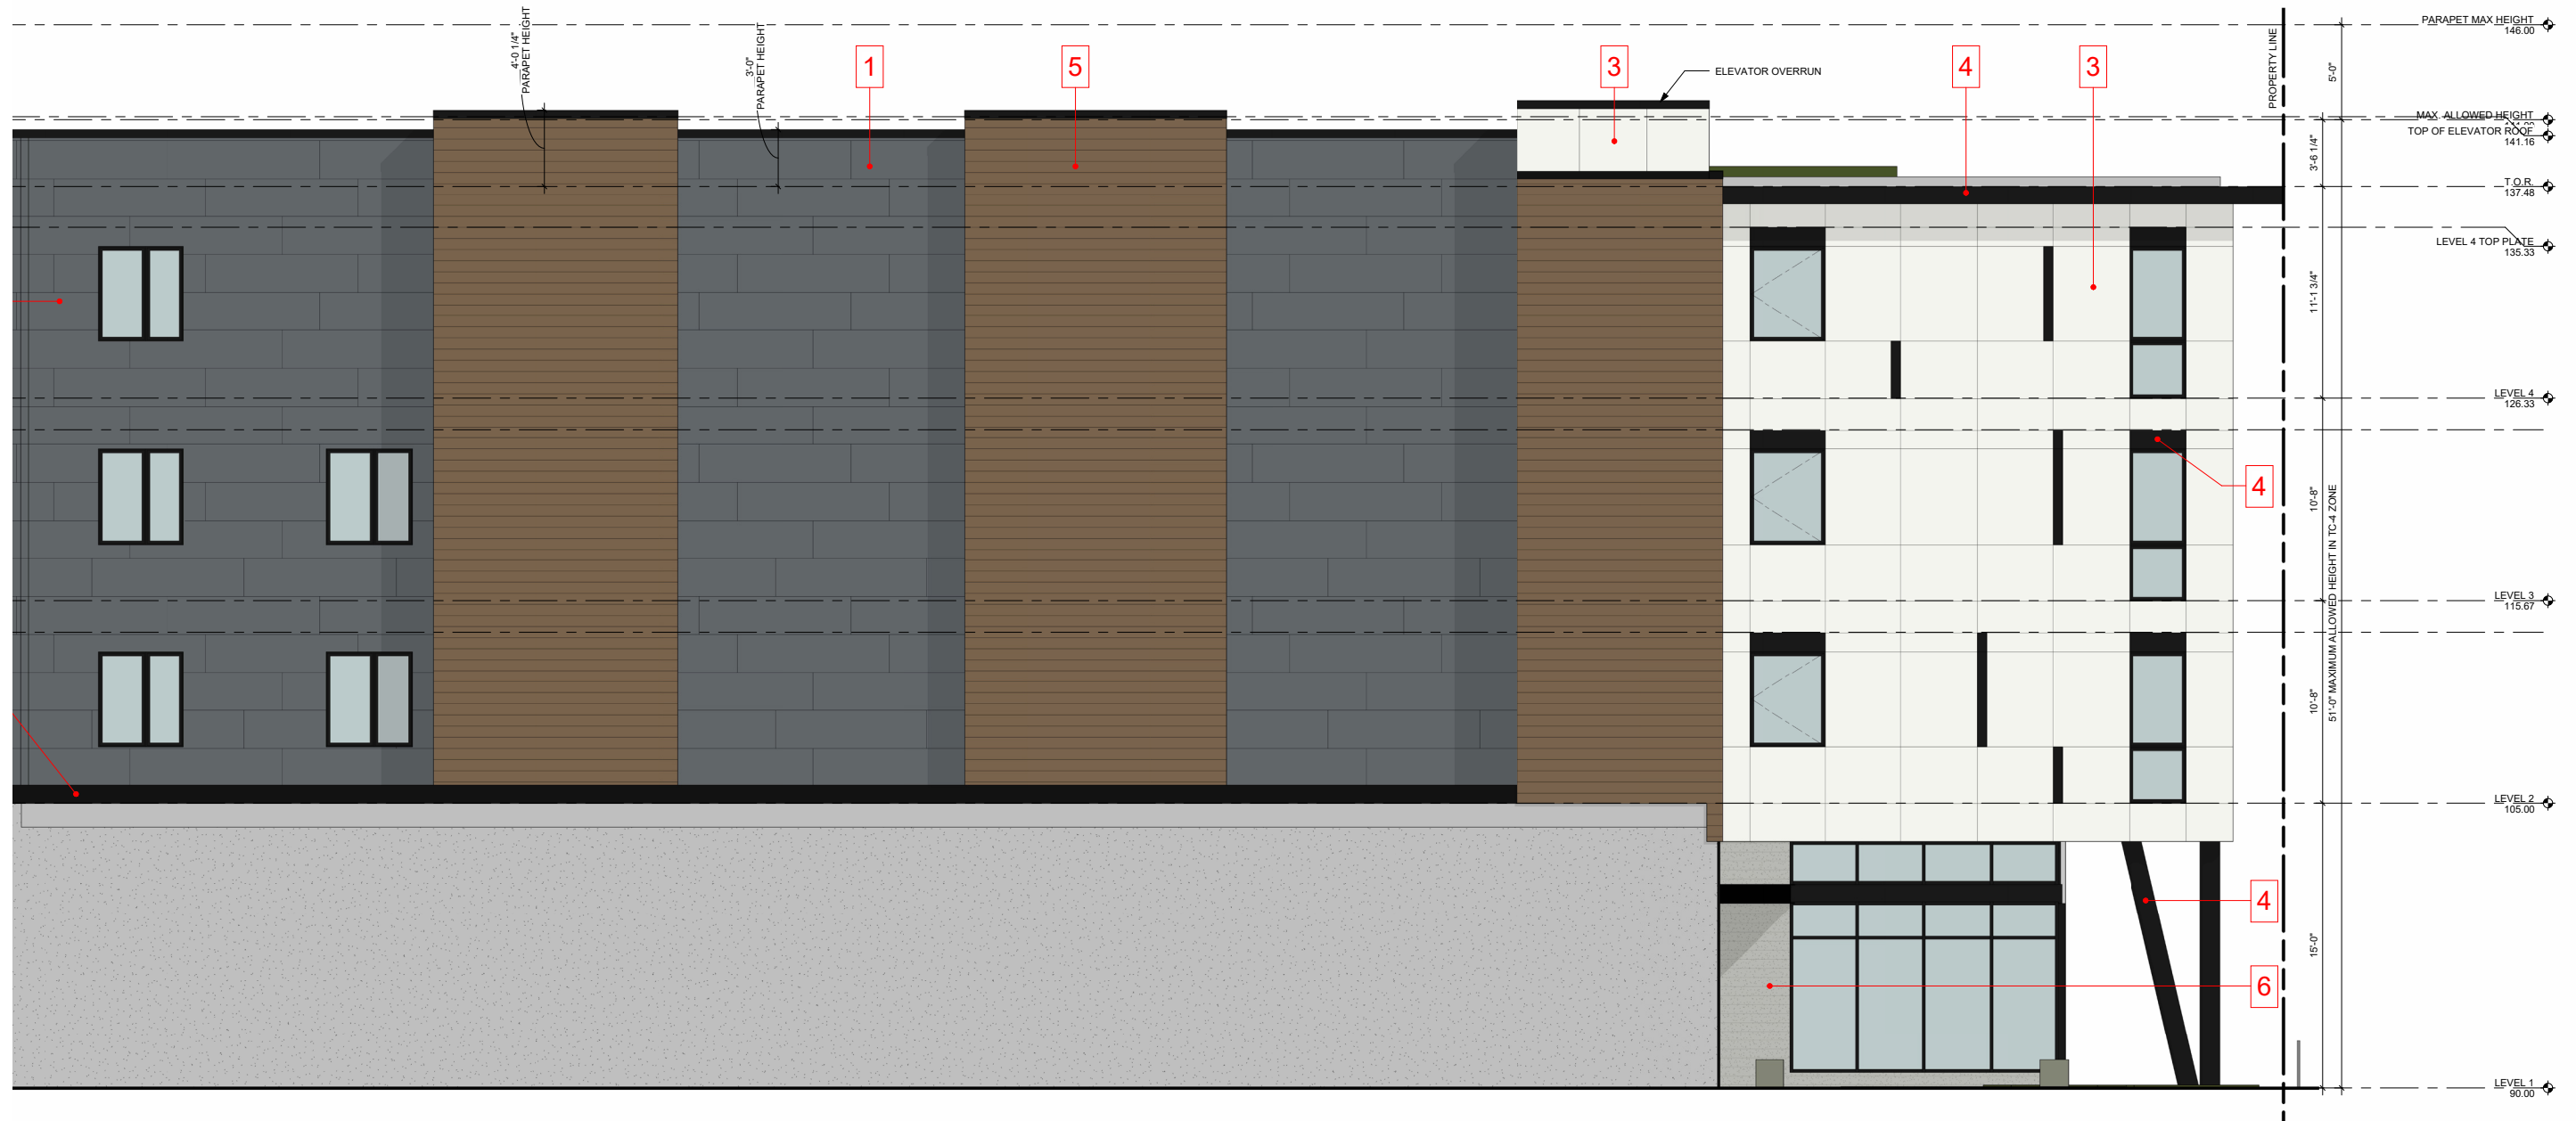 PARAPET MAX HEIGHT
146.00
4'-0 1/4"
PARAPET HEIGHT
3'-0"
PARAPET HEIGHT
1
5
3
ELEVATOR OVERRUN
4
3
PROPERTY LINE
5'-0"
MAX. ALLOWED HEIGHT
TOP OF ELEVATOR ROOF
141.16
3'-6 1/4"
T.O.R.
137.48
LEVEL 4 TOP PLATE
135.33
11'-1 3/4"
LEVEL 4
126.33
4
10'-8"
51'-0" MAXIMUM ALLOWED HEIGHT IN TC-4 ZONE
LEVEL 3
115.67
10'-8"
LEVEL 2
105.00
4
15'-0"
6
LEVEL 1
90.00